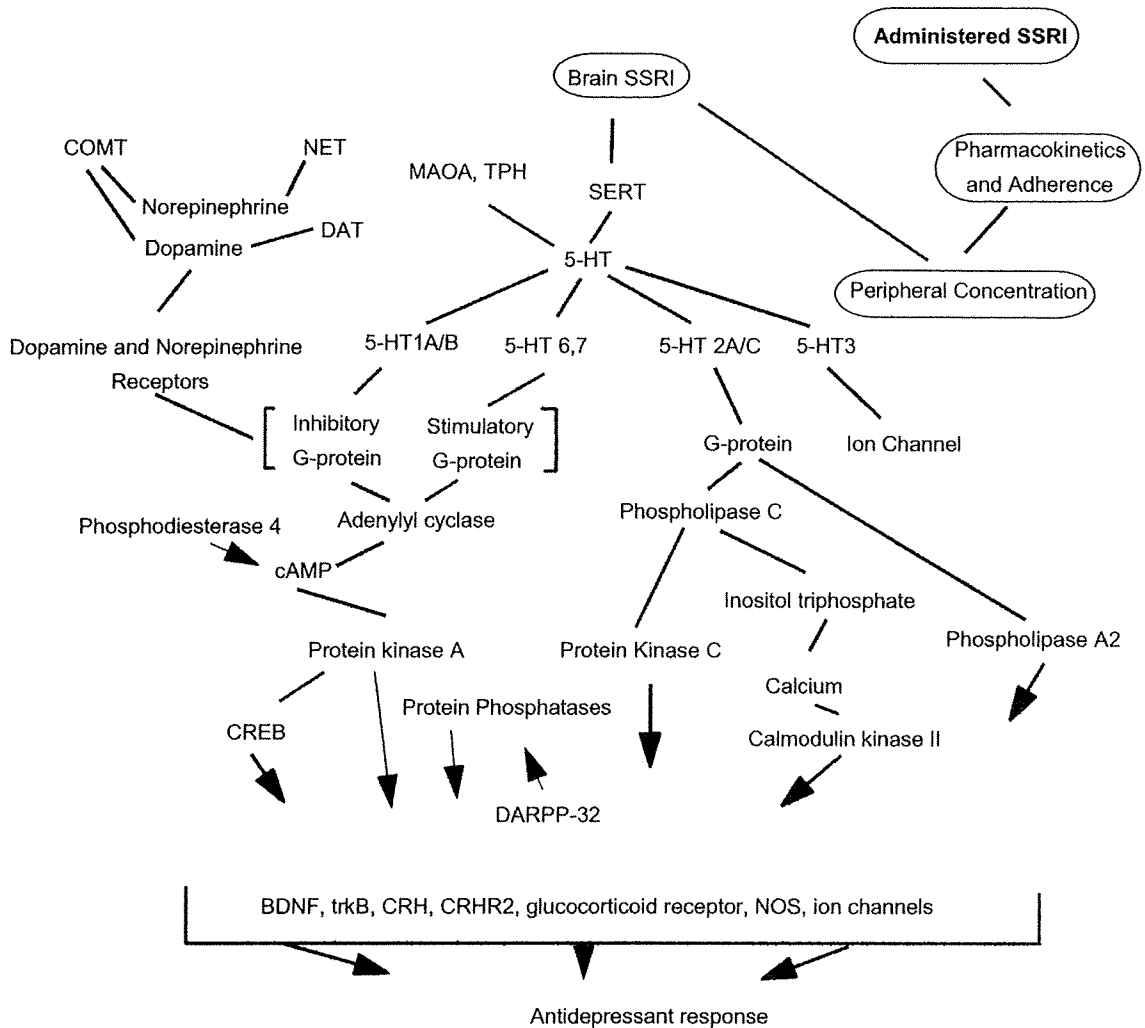 Administered SSRI
Brain SSRI
COMT
NET
Pharmacokinetics
and Adherence
MAOA, TPH
SERT
Norepinephrine
DAT
Dopamine
5-HT
Peripheral Concentration
Dopamine and Norepinephrine
Receptors
5-HT1A/B
5-HT 6,7
5-HT 2A/C
5-HT3
Inhibitory
G-protein
Stimulatory
G-protein
G-protein
Ion Channel
Phosphodiesterase 4
Adenylyl cyclase
Phospholipase C
cAMP
Inositol triphosphate
Protein kinase A
Protein Kinase C
Phospholipase A2
Calcium
Protein Phosphatases
CREB
Calmodulin kinase II
DARPP-32
BDNF, trkB, CRH, CRHR2, glucocorticoid receptor, NOS, ion channels
Antidepressant response